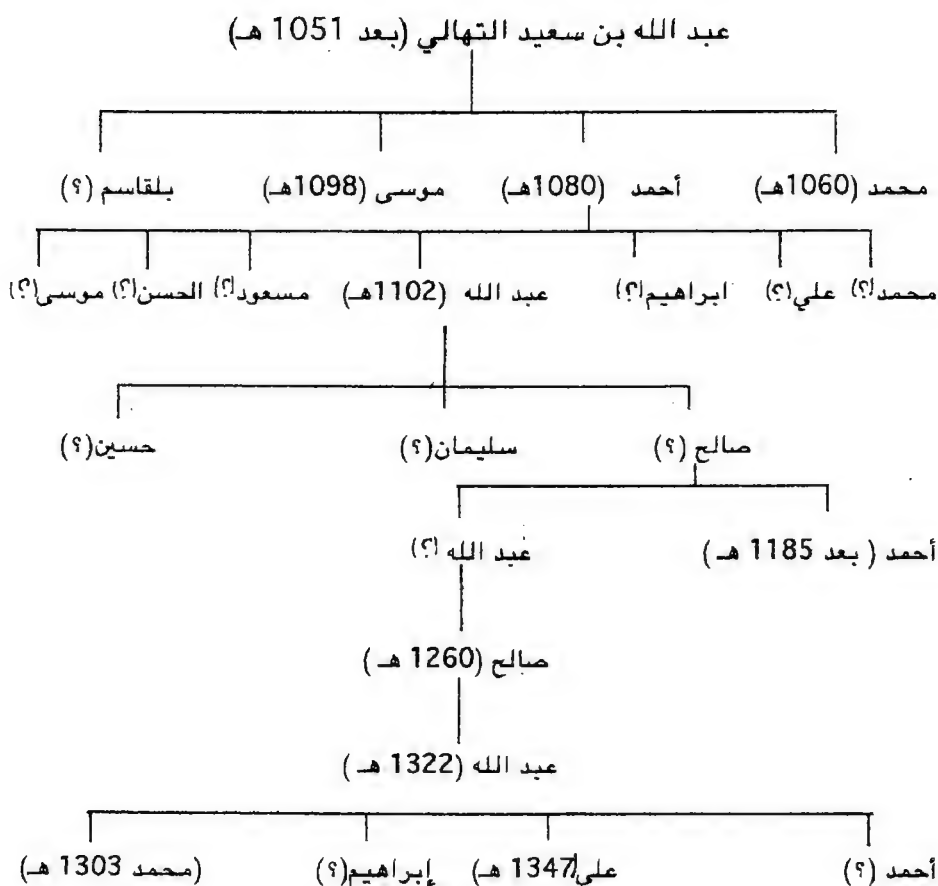 عبد الله بن سعيد التهالي (بعد 1051 هـ)
محمد (1060هـ) أحمد (1080هـ) موسى (1098هـ) بلقاسم (؟)
محمد(؟) علي(؟) ابراهيم(؟) عبد الله (1102هـ) مسعود(؟) الحسن(؟) موسى(؟)
صالح (؟) سليمان(؟) حسين(؟)
أحمد ( بعد 1185 هـ ) عبد الله (؟)
صالح (1260 هـ )
عبد الله (1322 هـ )
أحمد (؟) علي(1347 هـ) إبراهيم(؟) (محمد 1303 هـ)